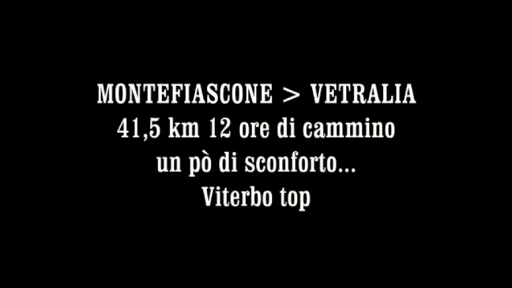 MONTEFIASCONE > VETRALIA
41,5 km 12 ore di cammino
un pò di sconforto...
Viterbo top